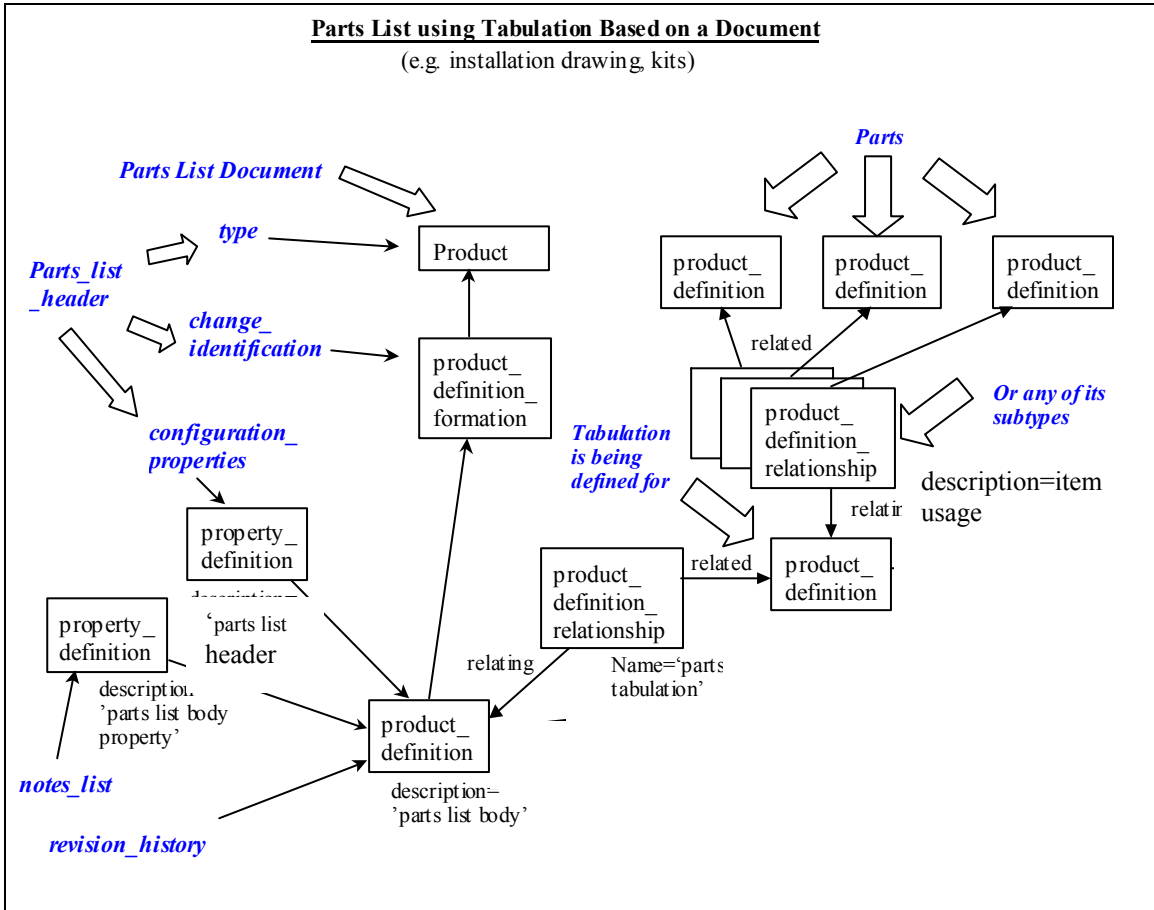 Parts List using Tabulation Based on a Document
(e.g. installation drawing, kits)
Parts
Parts List Document
type
Product
Parts_list
_header
product_
definition
product_
definition
product_
definition
change_
identification
related
product_
definition_
formation
Or any of its
subtypes
product_
definition_
relationship
Tabulation
is being
defined for
configuration_
properties
description=item
usage
property_
definition
related
product_
definition
product_
definition_
relationship
‘parts list
header
property_
definition
relating
Name=‘parts
tabulation’
’parts list body
property’
product_
definition
notes_list
description=
’parts list body’
revision_history